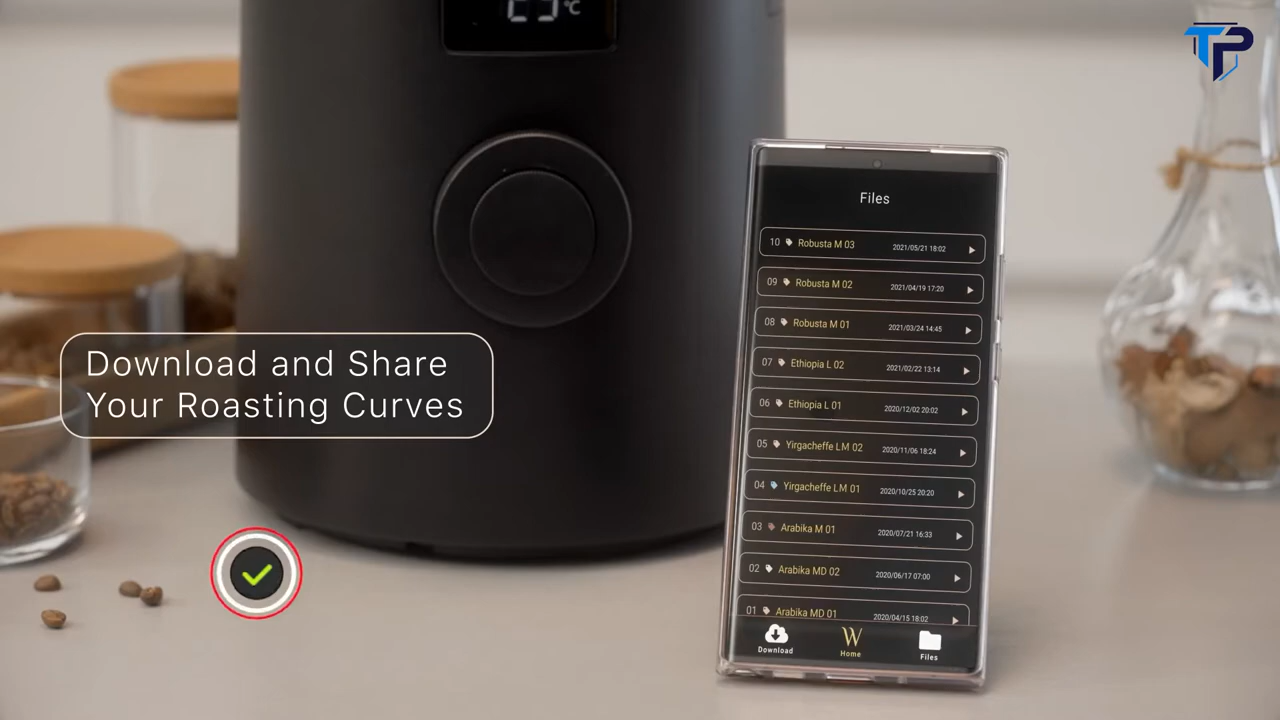 °C
TP
Files
10 Robusta M 03 2021/05/21 18:02
09 Robusta M 02 2021/04/19 17:20
08 Robusta M 01 2021/03/24 14:45
07 Ethiopia L 02 2021/02/22 13:14
06 Ethiopia L 01 2020/12/02 20:02
05 Yirgacheffe LM 02 2020/11/06 18:24
04 Yirgacheffe LM 01 2020/10/25 20:20
03 Arabika M 01 2020/07/21 16:33
02 Arabika MD 02 2020/06/17 07:00
01 Arabika MD 01 2020/04/15 18:02
Download W Home Files
Download and Share
Your Roasting Curves